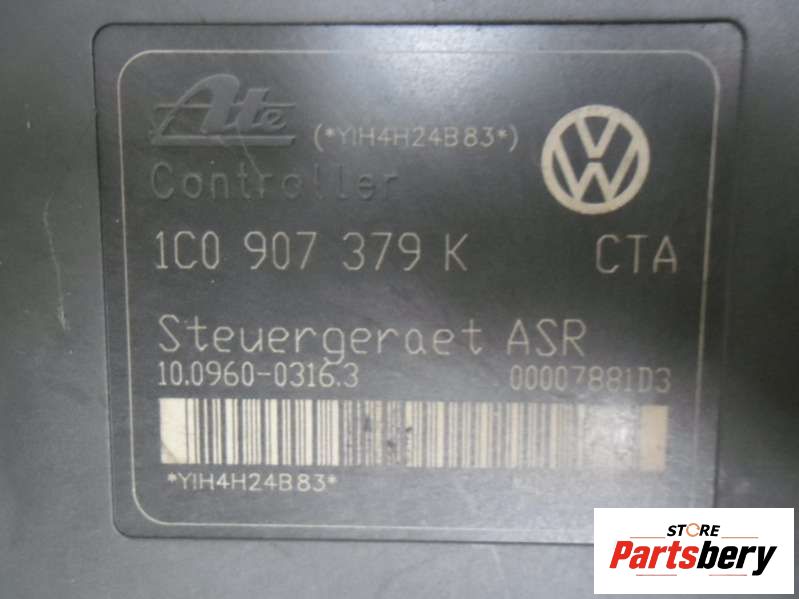 Ate (*YIH4H24B83*)
Controller
1C0 907 379 K CTA
Steuergeraet ASR
10.0960-0316.3 00007881D3
*YIH4H24B83*
STORE
Partsbery